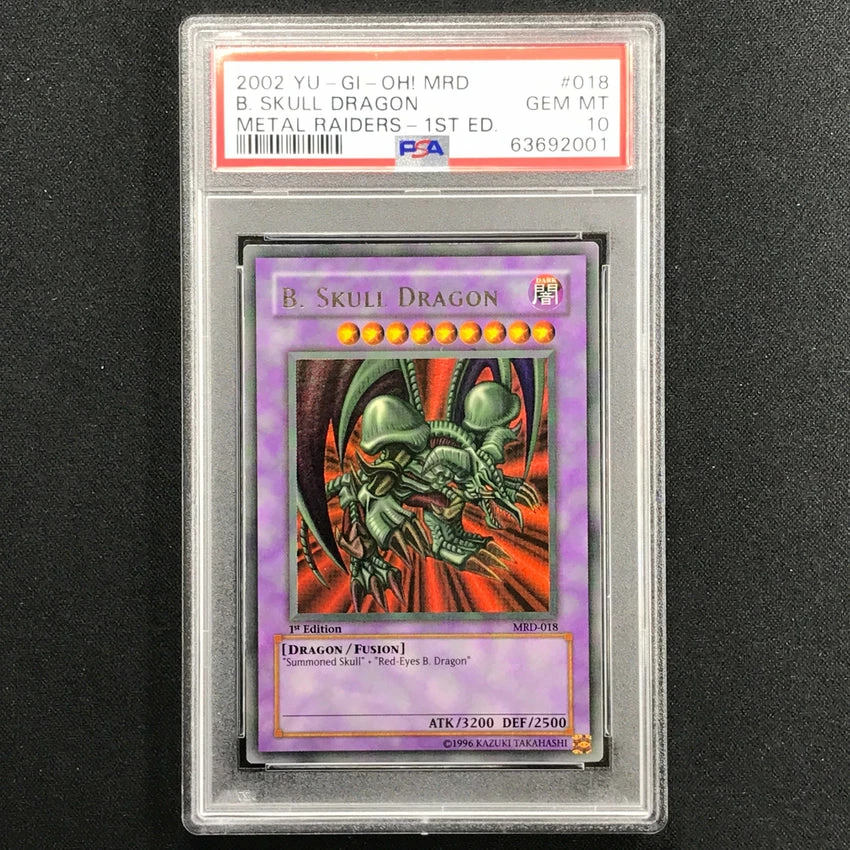 2002 YU-GI-OH! MRD #018
B. SKULL DRAGON GEM MT
METAL RAIDERS-1ST ED. 10
PSA 63692001
B. SKULL DRAGON
DARK
闇
1st Edition MRD-018
[DRAGON/FUSION]
"Summoned Skull" + "Red-Eyes B. Dragon"
ATK/3200 DEF/2500
©1996 KAZUKI TAKAHASHI